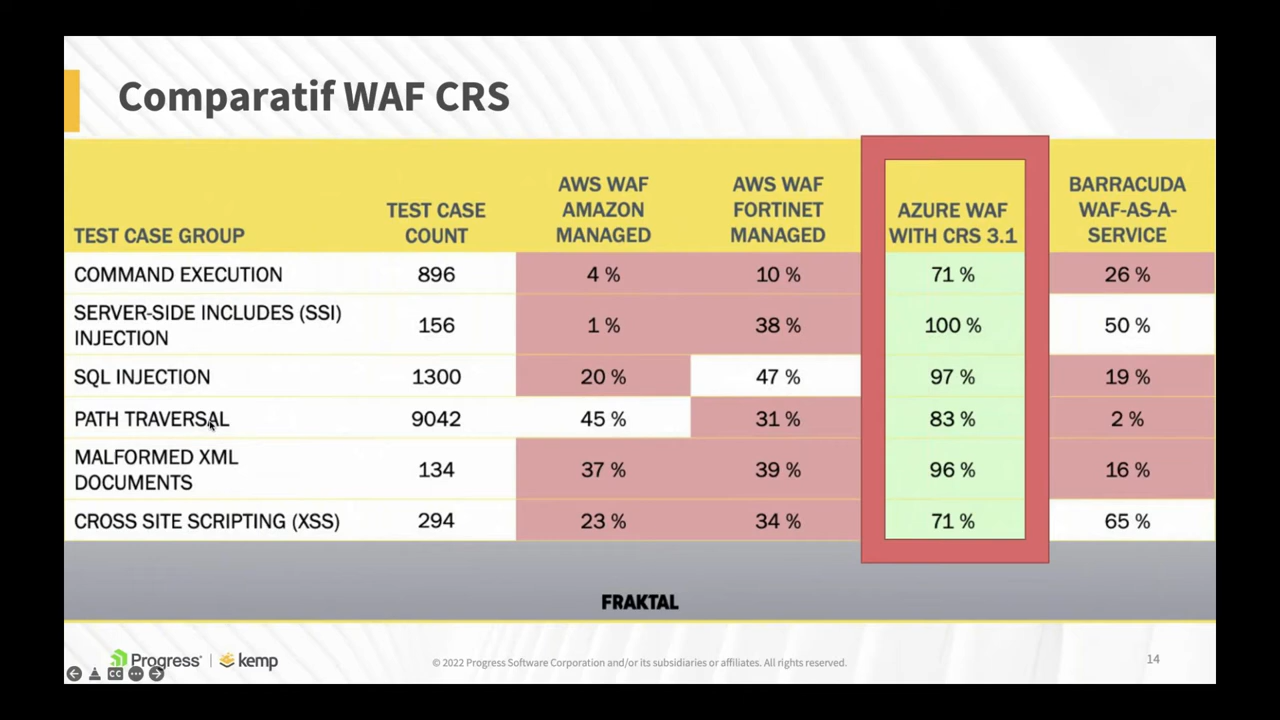 Comparatif WAF CRS
TEST CASE GROUP
TEST CASE
COUNT
AWS WAF
AMAZON
MANAGED
AWS WAF
FORTINET
MANAGED
AZURE WAF
WITH CRS 3.1
BARRACUDA
WAF-AS-A-
SERVICE
COMMAND EXECUTION 896 4 % 10 % 71 % 26 %
SERVER-SIDE INCLUDES (SSI)
INJECTION 156 1 % 38 % 100 % 50 %
SQL INJECTION 1300 20 % 47 % 97 % 19 %
PATH TRAVERSAL 9042 45 % 31 % 83 % 2 %
MALFORMED XML
DOCUMENTS 134 37 % 39 % 96 % 16 %
CROSS SITE SCRIPTING (XSS) 294 23 % 34 % 71 % 65 %
FRAKTAL
Progress | kemp
© 2022 Progress Software Corporation and/or its subsidiaries or affiliates. All rights reserved.
14
CC